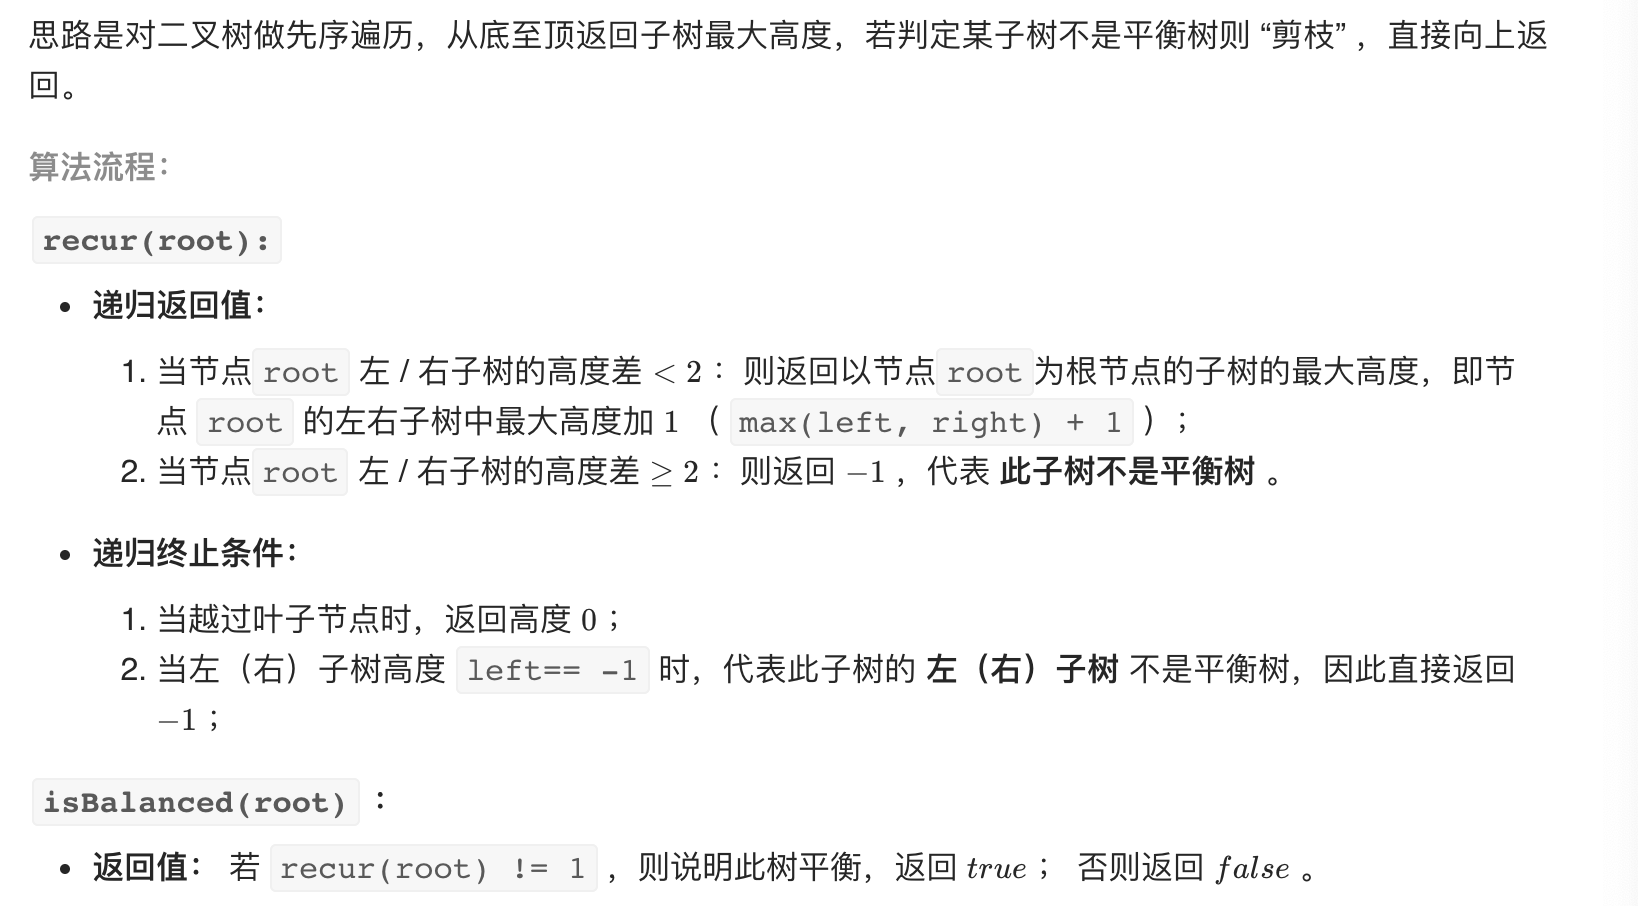 思路是对二叉树做先序遍历，从底至顶返回子树最大高度，若判定某子树不是平衡树则 “剪枝” ，直接向上返
回。
算法流程：
recur(root):
• 递归返回值：
1. 当节点 root 左 / 右子树的高度差 < 2 ：则返回以节点 root 为根节点的子树的最大高度，即节
点 root 的左右子树中最大高度加 1 （ max(left, right) + 1 ）；
2. 当节点 root 左 / 右子树的高度差 ≥ 2 ：则返回 −1 ，代表 此子树不是平衡树 。
• 递归终止条件：
1. 当越过叶子节点时，返回高度 0 ；
2. 当左（右）子树高度 left== -1 时，代表此子树的 左（右）子树 不是平衡树，因此直接返回
−1 ；
isBalanced(root) ：
• 返回值： 若 recur(root) != 1 ，则说明此树平衡，返回 true ； 否则返回 false 。